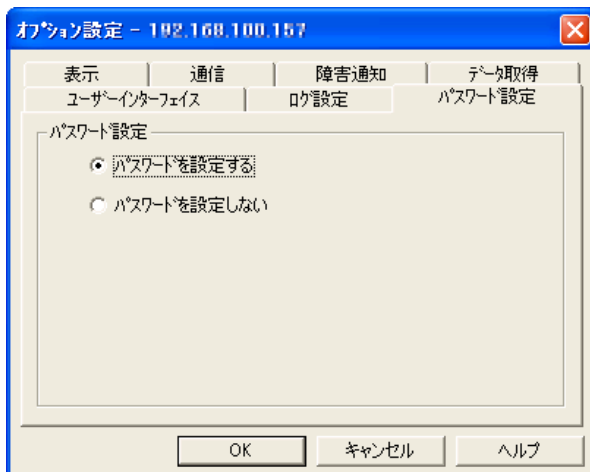 オプション設定 - 192.168.100.157
表示 通信 障害通知 データ取得
ユーザーインターフェイス ログ設定 パスワード設定
パスワード設定
パスワードを設定する
パスワードを設定しない
OK キャンセル ヘルプ